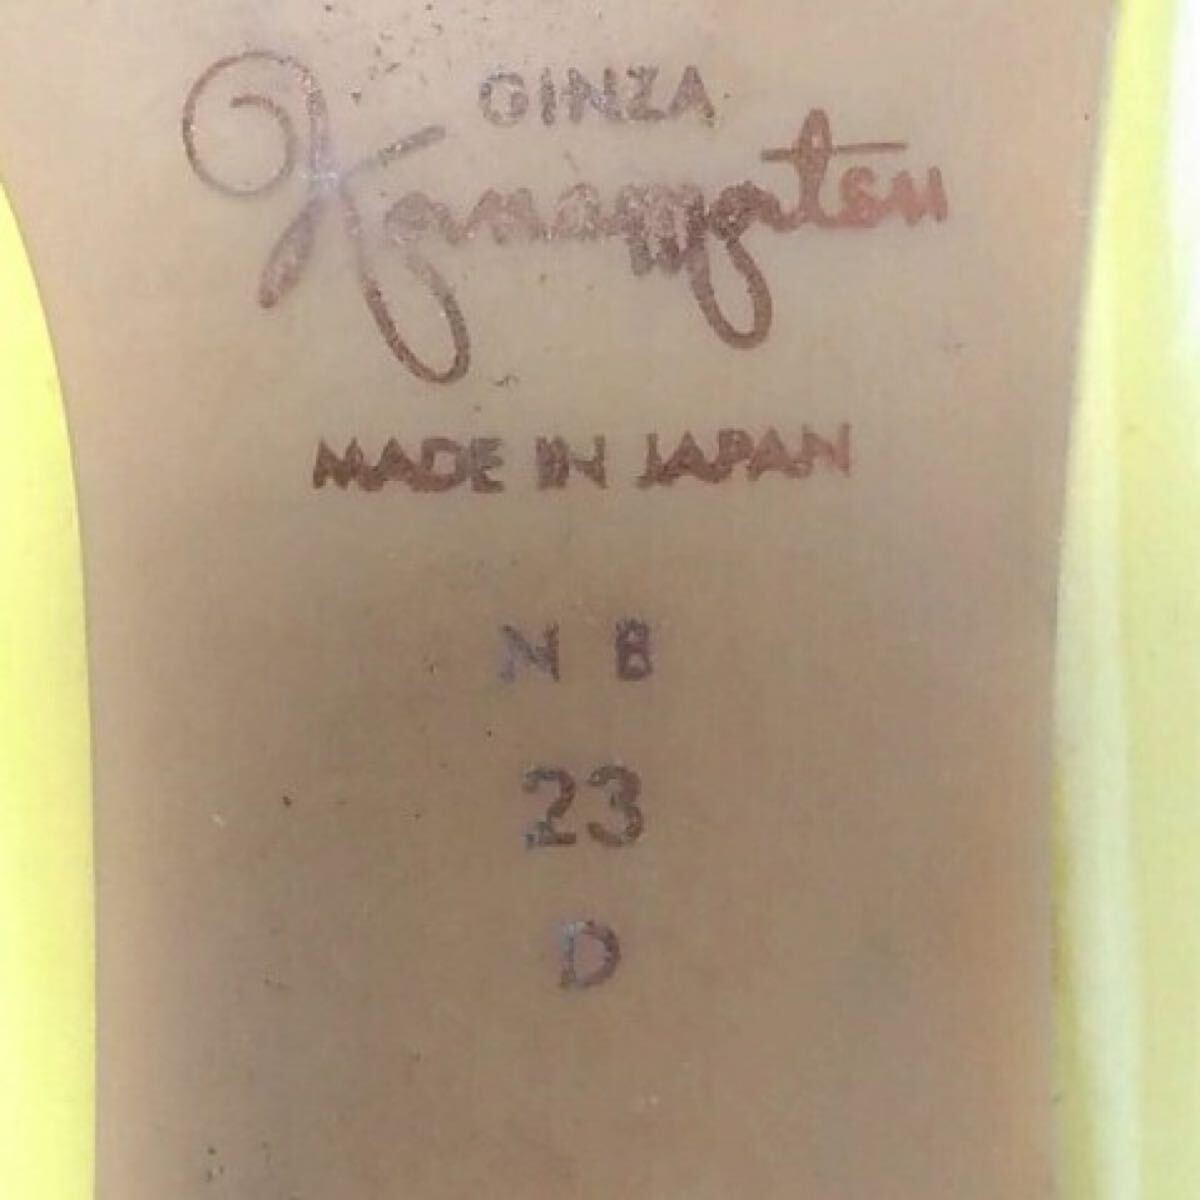 GINZA
Kanematsu
MADE IN JAPAN
N B
23
D